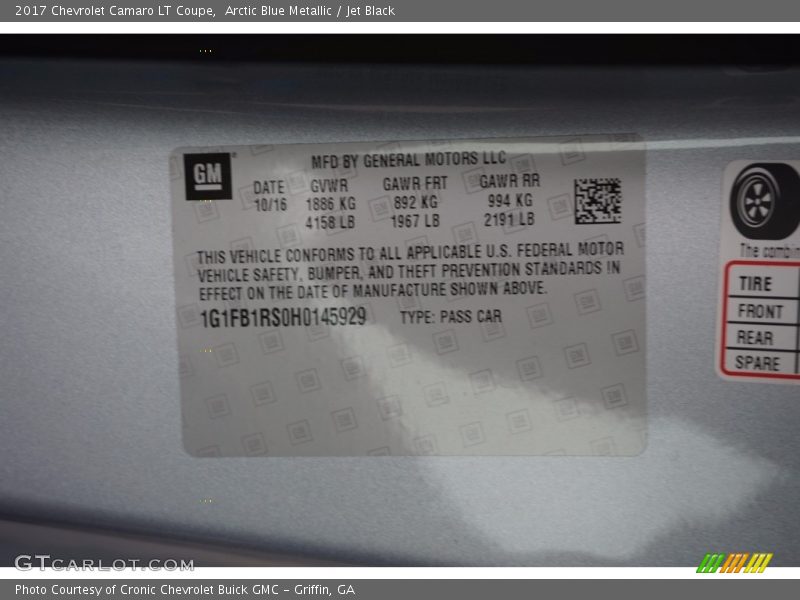 2017 Chevrolet Camaro LT Coupe, Arctic Blue Metallic / Jet Black
GM
MFD BY GENERAL MOTORS LLC
DATE GVWR GAWR FRT GAWR RR
10/16 1886 KG 892 KG 994 KG
4158 LB 1967 LB 2191 LB
THIS VEHICLE CONFORMS TO ALL APPLICABLE U.S. FEDERAL MOTOR
VEHICLE SAFETY, BUMPER, AND THEFT PREVENTION STANDARDS IN
EFFECT ON THE DATE OF MANUFACTURE SHOWN ABOVE.
1G1FB1RS0H0145929 TYPE: PASS CAR
The combin
TIRE
FRONT
REAR
SPARE
GTCARLOT.COM
Photo Courtesy of Cronic Chevrolet Buick GMC – Griffin, GA